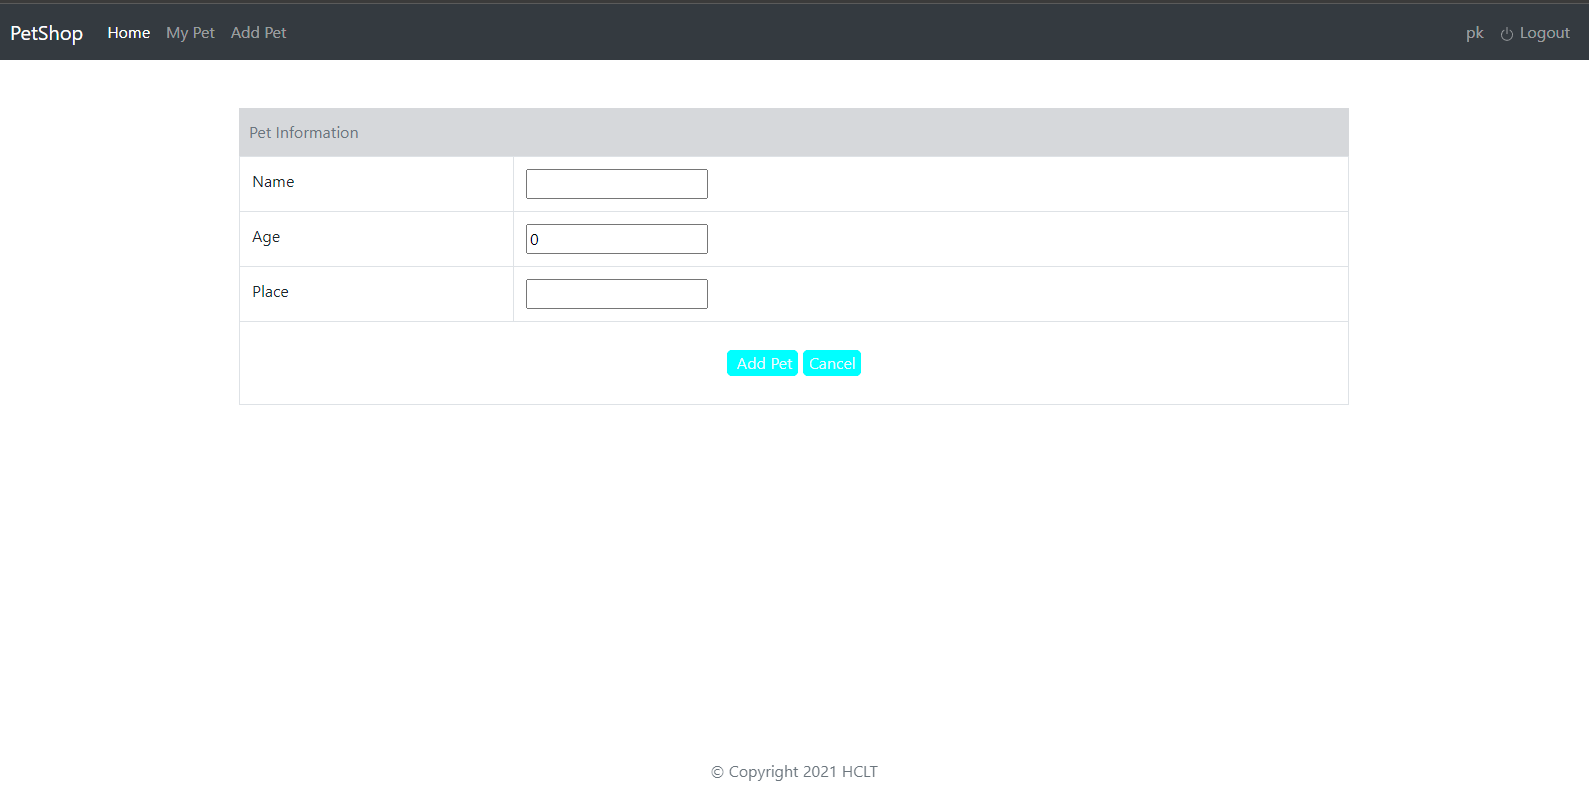 PetShop Home My Pet Add Pet pk Logout
Pet Information
Name
Age 0
Place
Add Pet Cancel
© Copyright 2021 HCLT